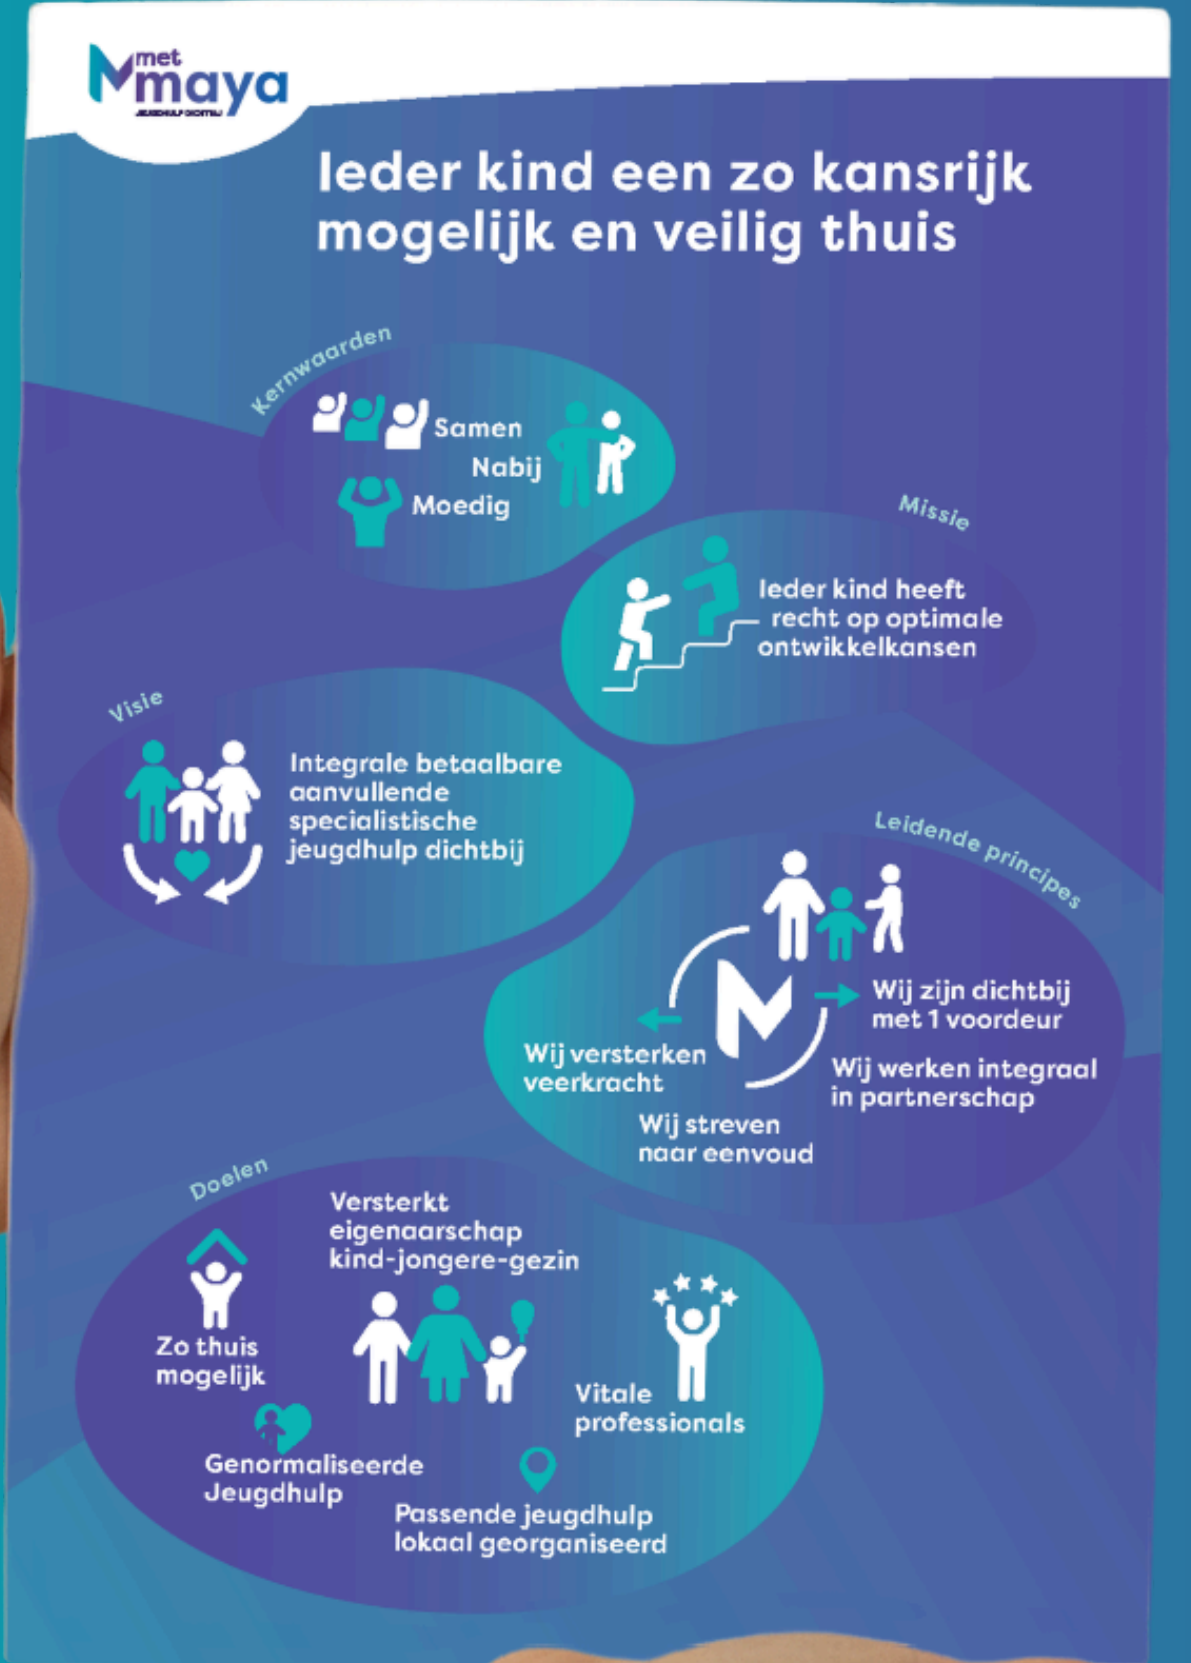 met
maya
JEUGDHULP DICHTBIJ
Ieder kind een zo kansrijk
mogelijk en veilig thuis
Kernwaarden
Samen
Nabij
Moedig
Missie
Ieder kind heeft
recht op optimale
ontwikkelkansen
Visie
Integrale betaalbare
aanvullende
specialistische
jeugdhulp dichtbij
Leidende principes
Wij zijn dichtbij
met 1 voordeur
Wij versterken
veerkracht
Wij werken integraal
in partnerschap
Wij streven
naar eenvoud
Doelen
Versterkt
eigenaarschap
kind-jongere-gezin
Zo thuis
mogelijk
Vitale
professionals
Genormaliseerde
Jeugdhulp
Passende jeugdhulp
lokaal georganiseerd